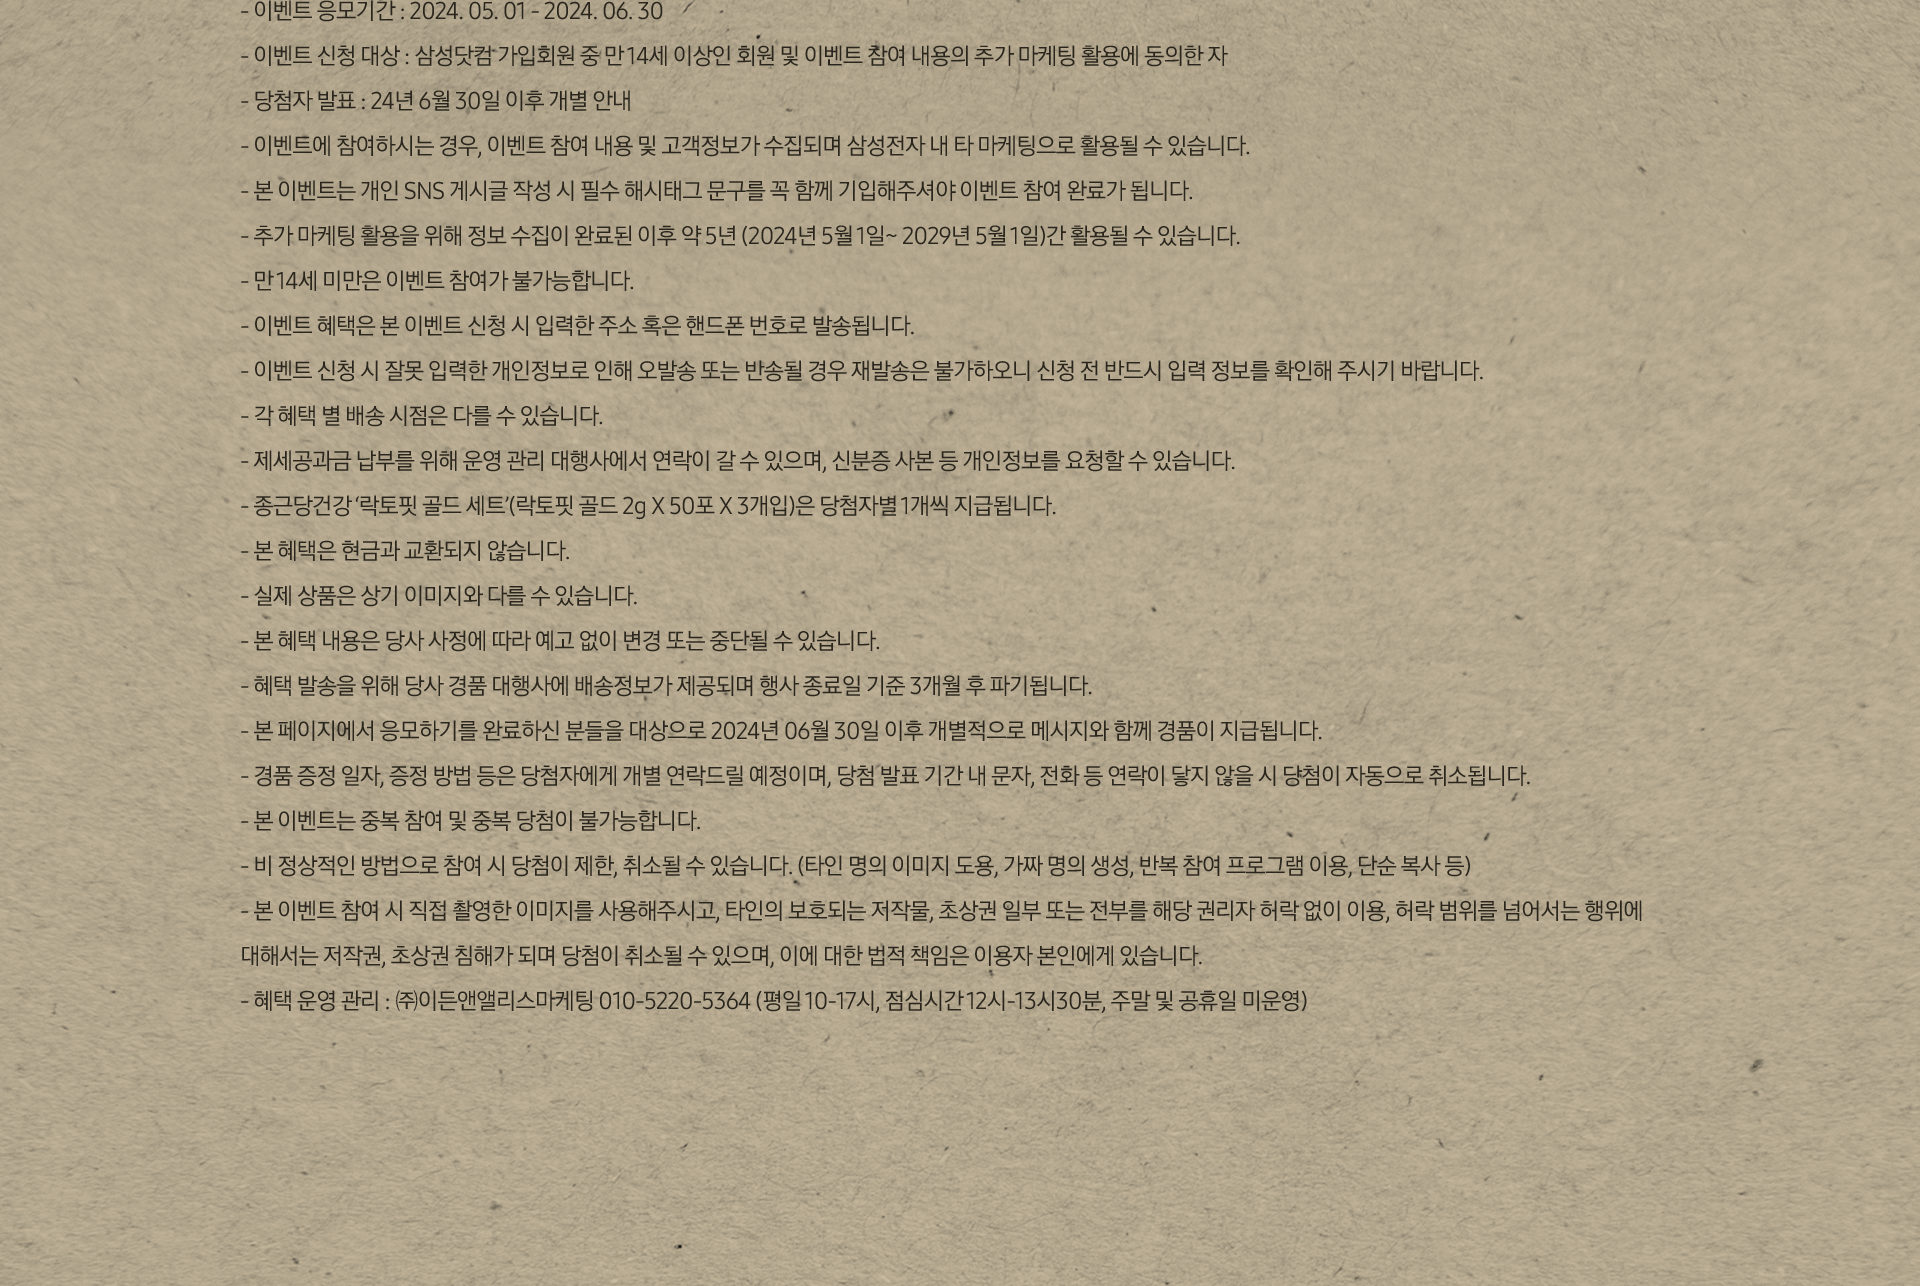 - 이벤트 응모기간 : 2024. 05. 01 - 2024. 06. 30
- 이벤트 신청 대상 : 삼성닷컴 가입회원 중 만 14세 이상인 회원 및 이벤트 참여 내용의 추가 마케팅 활용에 동의한 자
- 당첨자 발표 : 24년 6월 30일 이후 개별 안내
- 이벤트에 참여하시는 경우, 이벤트 참여 내용 및 고객정보가 수집되며 삼성전자 내 타 마케팅으로 활용될 수 있습니다.
- 본 이벤트는 개인 SNS 게시글 작성 시 필수 해시태그 문구를 꼭 함께 기입해주셔야 이벤트 참여 완료가 됩니다.
- 추가 마케팅 활용을 위해 정보 수집이 완료된 이후 약 5년 (2024년 5월 1일~ 2029년 5월 1일)간 활용될 수 있습니다.
- 만 14세 미만은 이벤트 참여가 불가능합니다.
- 이벤트 혜택은 본 이벤트 신청 시 입력한 주소 혹은 핸드폰 번호로 발송됩니다.
- 이벤트 신청 시 잘못 입력한 개인정보로 인해 오발송 또는 반송될 경우 재발송은 불가하오니 신청 전 반드시 입력 정보를 확인해 주시기 바랍니다.
- 각 혜택 별 배송 시점은 다를 수 있습니다.
- 제세공과금 납부를 위해 운영 관리 대행사에서 연락이 갈 수 있으며, 신분증 사본 등 개인정보를 요청할 수 있습니다.
- 종근당건강 ‘락토핏 골드 세트’(락토핏 골드 2g X 50포 X 3개입)은 당첨자별 1개씩 지급됩니다.
- 본 혜택은 현금과 교환되지 않습니다.
- 실제 상품은 상기 이미지와 다를 수 있습니다.
- 본 혜택 내용은 당사 사정에 따라 예고 없이 변경 또는 중단될 수 있습니다.
- 혜택 발송을 위해 당사 경품 대행사에 배송정보가 제공되며 행사 종료일 기준 3개월 후 파기됩니다.
- 본 페이지에서 응모하기를 완료하신 분들을 대상으로 2024년 06월 30일 이후 개별적으로 메시지와 함께 경품이 지급됩니다.
- 경품 증정 일자, 증정 방법 등은 당첨자에게 개별 연락드릴 예정이며, 당첨 발표 기간 내 문자, 전화 등 연락이 닿지 않을 시 당첨이 자동으로 취소됩니다.
- 본 이벤트는 중복 참여 및 중복 당첨이 불가능합니다.
- 비 정상적인 방법으로 참여 시 당첨이 제한, 취소될 수 있습니다. (타인 명의 이미지 도용, 가짜 명의 생성, 반복 참여 프로그램 이용, 단순 복사 등)
- 본 이벤트 참여 시 직접 촬영한 이미지를 사용해주시고, 타인의 보호되는 저작물, 초상권 일부 또는 전부를 해당 권리자 허락 없이 이용, 허락 범위를 넘어서는 행위에
대해서는 저작권, 초상권 침해가 되며 당첨이 취소될 수 있으며, 이에 대한 법적 책임은 이용자 본인에게 있습니다.
- 혜택 운영 관리 : ㈜이든앤앨리스마케팅 010-5220-5364 (평일 10-17시, 점심시간 12시-13시30분, 주말 및 공휴일 미운영)